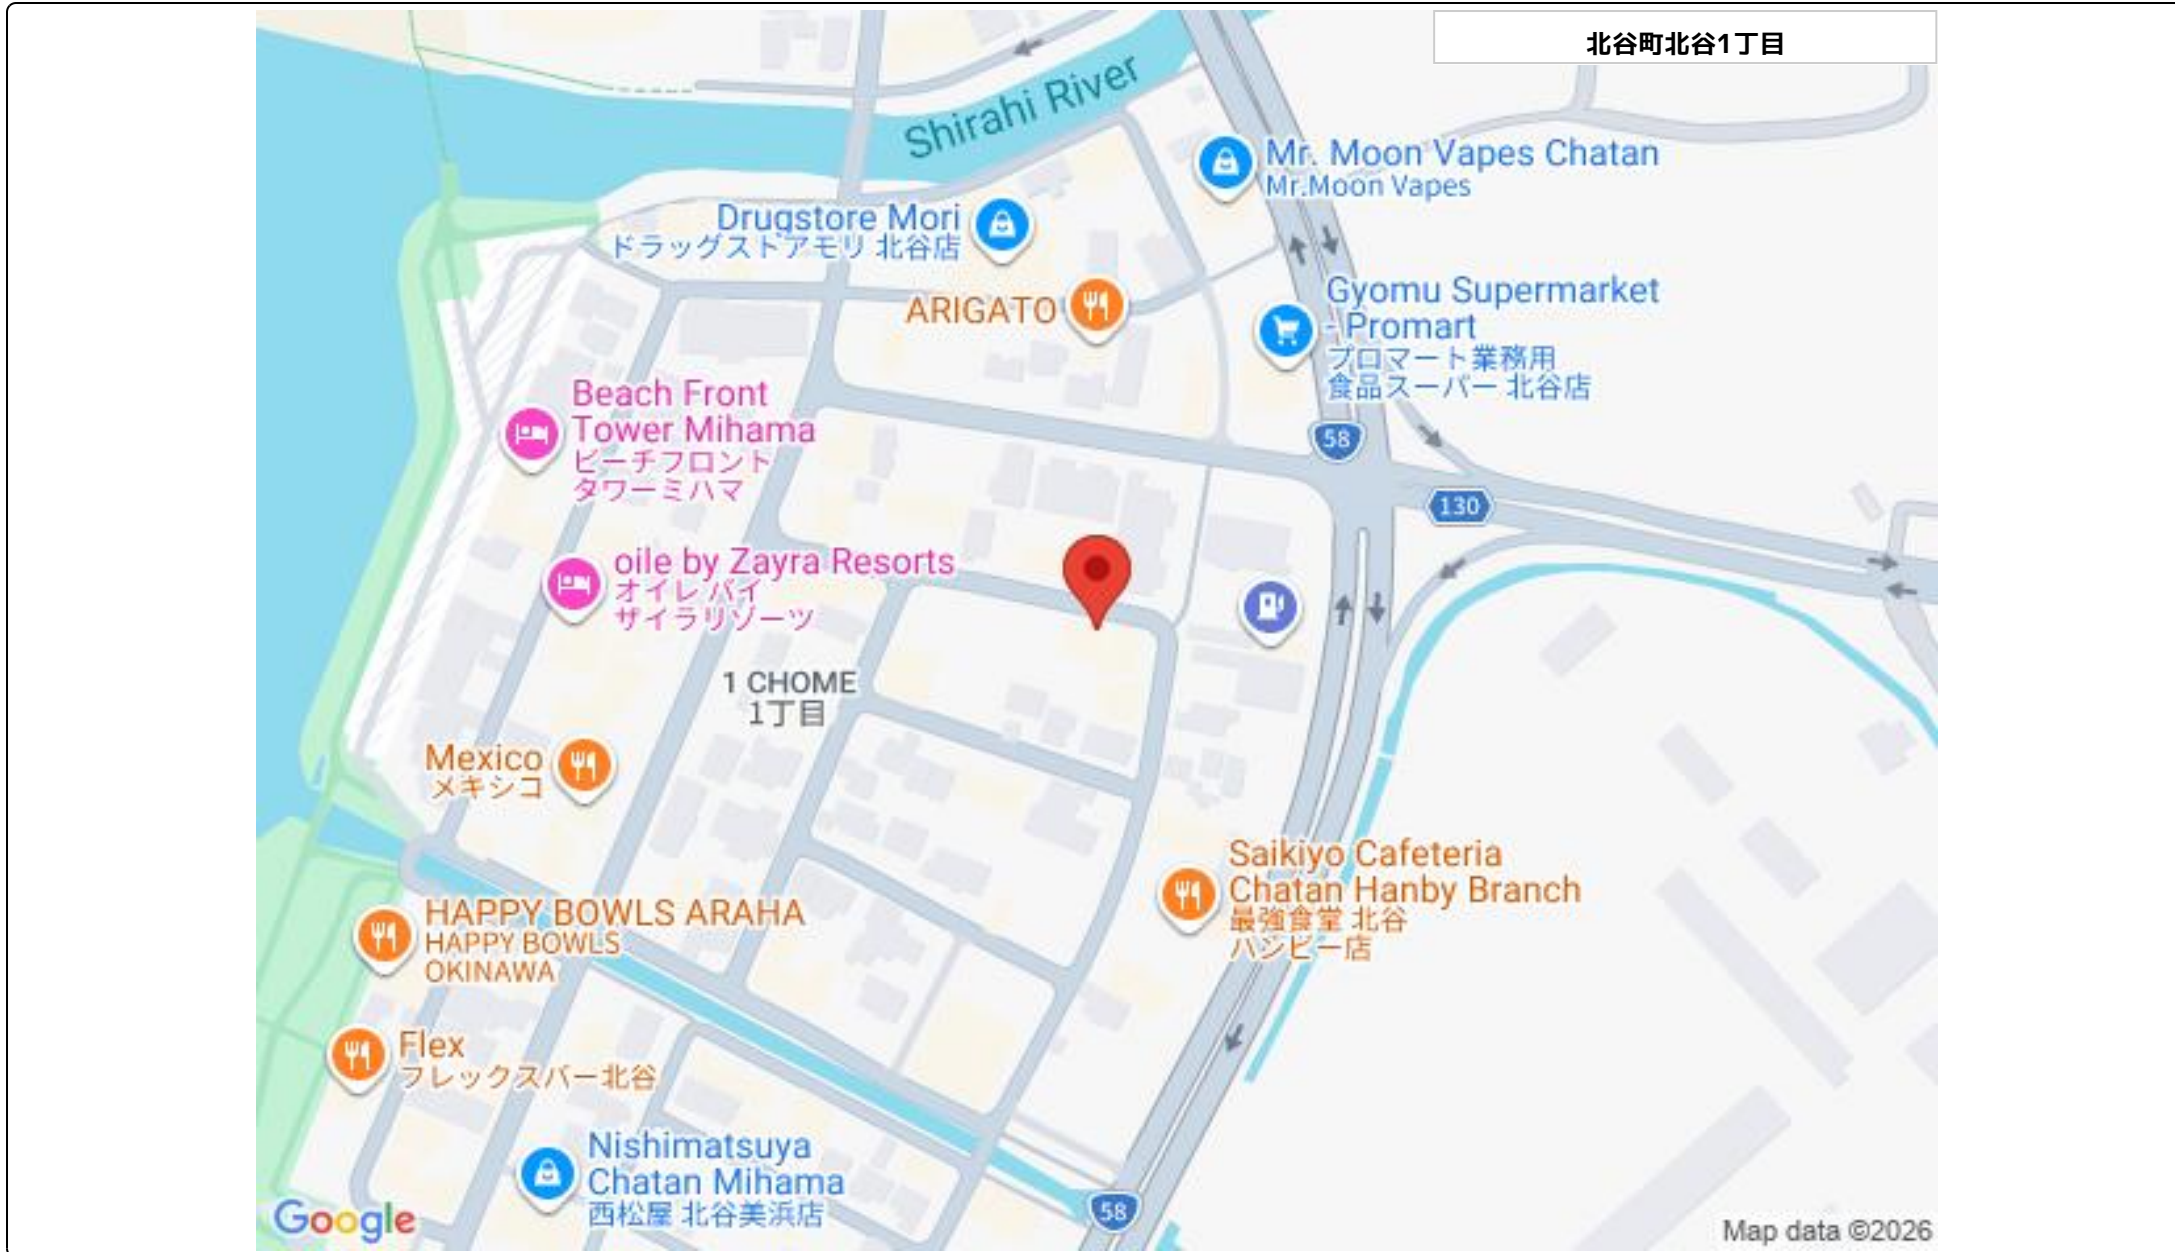 北谷町北谷1丁目
Shirahi River
Mr. Moon Vapes Chatan
Mr.Moon Vapes
Drugstore Mori
ドラッグストアモリ 北谷店
ARIGATO
Gyomu Supermarket
- Promart
プロマート業務用
食品スーパー 北谷店
Beach Front
Tower Mihama
ビーチフロント
タワーミハマ
58
130
oile by Zayra Resorts
オイレ バイ
ザイラリゾーツ
1 CHOME
1丁目
Mexico
メキシコ
Saikiyo Cafeteria
Chatan Hanby Branch
最強食堂 北谷
ハンビー店
HAPPY BOWLS ARAHA
HAPPY BOWLS
OKINAWA
Flex
フレックスバー北谷
Nishimatsuya
Chatan Mihama
西松屋 北谷美浜店
58
Google
Map data ©2026